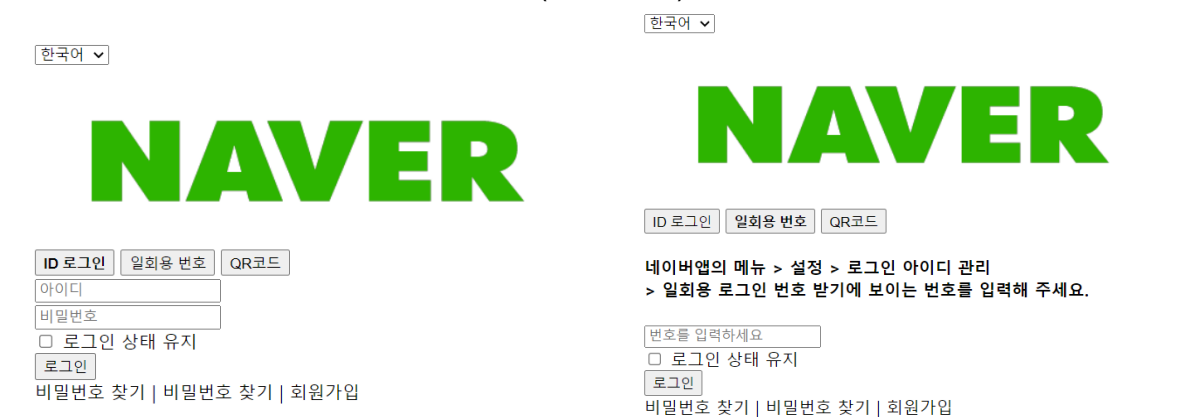 한국어
NAVER
ID 로그인 일회용 번호 QR코드
아이디
비밀번호
로그인 상태 유지
로그인
비밀번호 찾기 | 비밀번호 찾기 | 회원가입
한국어
NAVER
ID 로그인 일회용 번호 QR코드
네이버앱의 메뉴 > 설정 > 로그인 아이디 관리
> 일회용 로그인 번호 받기에 보이는 번호를 입력해 주세요.
번호를 입력하세요
로그인 상태 유지
로그인
비밀번호 찾기 | 비밀번호 찾기 | 회원가입